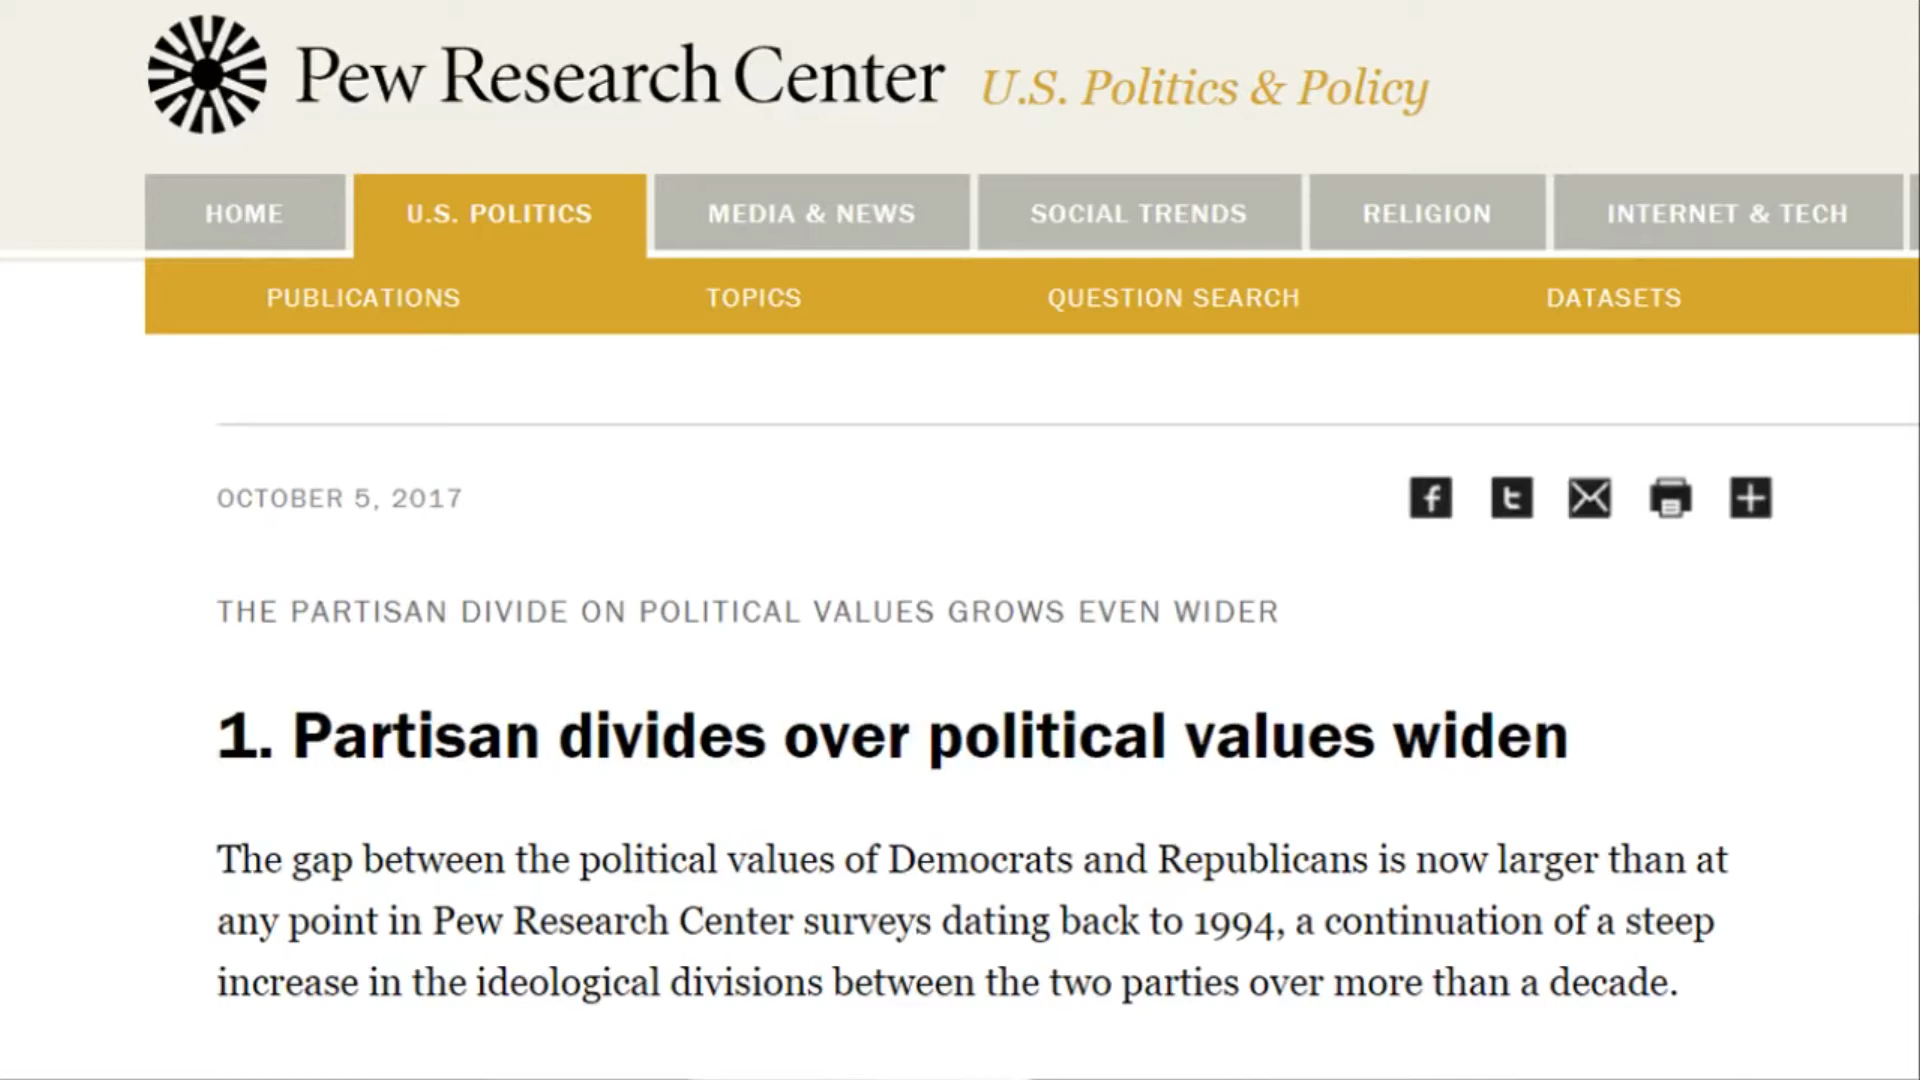 Pew Research Center U.S. Politics & Policy
HOME U.S. POLITICS MEDIA & NEWS SOCIAL TRENDS RELIGION INTERNET & TECH
PUBLICATIONS TOPICS QUESTION SEARCH DATASETS
OCTOBER 5, 2017
THE PARTISAN DIVIDE ON POLITICAL VALUES GROWS EVEN WIDER
1. Partisan divides over political values widen
The gap between the political values of Democrats and Republicans is now larger than at
any point in Pew Research Center surveys dating back to 1994, a continuation of a steep
increase in the ideological divisions between the two parties over more than a decade.